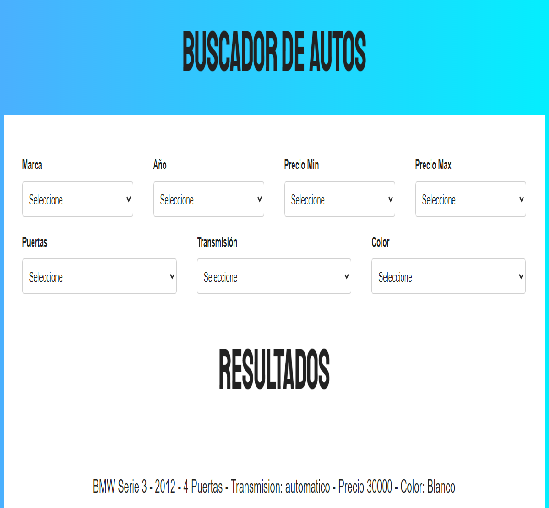 BUSCADOR DE AUTOS
Marca Año Precio Min Precio Max
Seleccione Seleccione Seleccione Seleccione
Puertas Transmisión Color
Seleccione Seleccione Seleccione
RESULTADOS
BMW Serie 3 - 2012 - 4 Puertas - Transmision: automatico - Precio 30000 - Color: Blanco